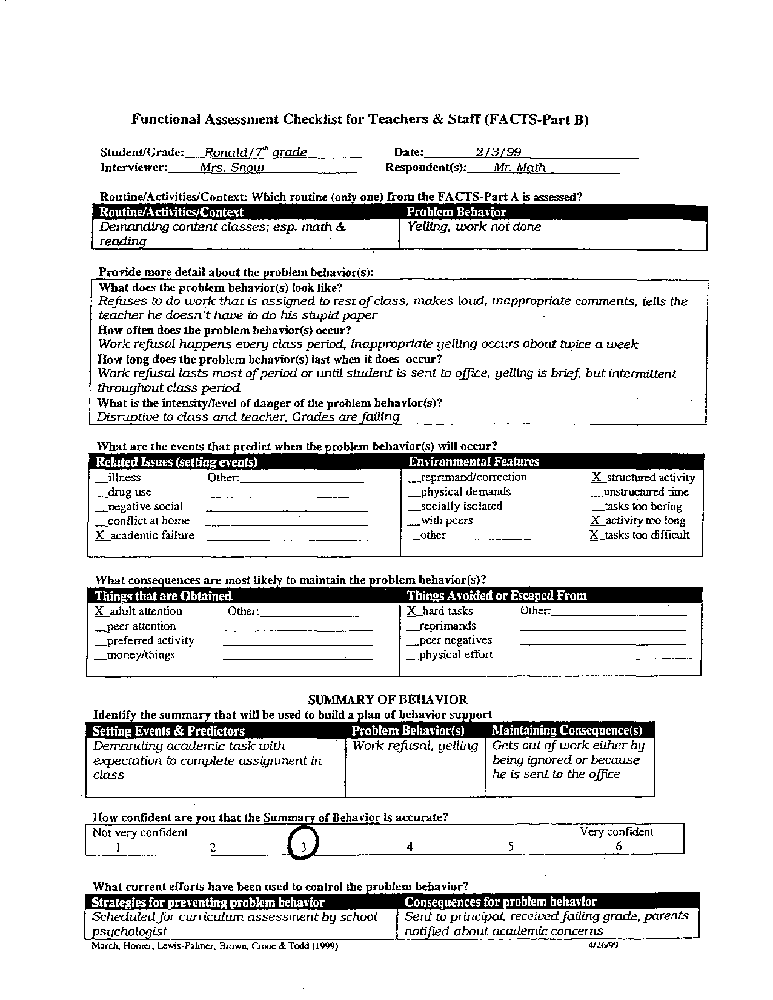 Functional Assessment Checklist for Teachers & Staff (FACTS-Part B)
Student/Grade: Ronald/7th grade Date: 2/3/99
Interviewer: Mrs. Snow Respondent(s): Mr. Math
Routine/Activities/Context: Which routine (only one) from the FACTS-Part A is assessed?
Routine/Activities/Context Problem Behavior
Demanding content classes; esp. math & Yelling, work not done
reading
Provide more detail about the problem behavior(s):
What does the problem behavior(s) look like?
Refuses to do work that is assigned to rest of class, makes loud, inappropriate comments, tells the
teacher he doesn't have to do his stupid paper
How often does the problem behavior(s) occur?
Work refusal happens every class period, Inappropriate yelling occurs about twice a week
How long does the problem behavior(s) last when it does occur?
Work refusal lasts most of period or until student is sent to office, yelling is brief, but intermittent
throughout class period
What is the intensity/level of danger of the problem behavior(s)?
Disruptive to class and teacher, Grades are failing
What are the events that predict when the problem behavior(s) will occur?
Related Issues (setting events) Environmental Features
__illness Other:__________ __reprimand/correction X_structured activity
__drug use __________ __physical demands __unstructured time
__negative social __________ __socially isolated __tasks too boring
__conflict at home __________ __with peers X_activity too long
X_academic failure __________ __other__________ X_tasks too difficult
What consequences are most likely to maintain the problem behavior(s)?
Things that are Obtained Things Avoided or Escaped From
X_adult attention Other:__________ X_hard tasks Other:__________
__peer attention __________ __reprimands __________
__preferred activity __________ __peer negatives __________
__money/things __________ __physical effort __________
SUMMARY OF BEHAVIOR
Identify the summary that will be used to build a plan of behavior support
Setting Events & Predictors Problem Behavior(s) Maintaining Consequence(s)
Demanding academic task with Work refusal, yelling Gets out of work either by
expectation to complete assignment in being ignored or because
class he is sent to the office
How confident are you that the Summary of Behavior is accurate?
Not very confident Very confident
1 2 3 4 5 6
What current efforts have been used to control the problem behavior?
Strategies for preventing problem behavior Consequences for problem behavior
Scheduled for curriculum assessment by school Sent to principal, received failing grade, parents
psychologist notified about academic concerns
March, Horner, Lewis-Palmer, Brown, Crone & Todd (1999) 4/26/99